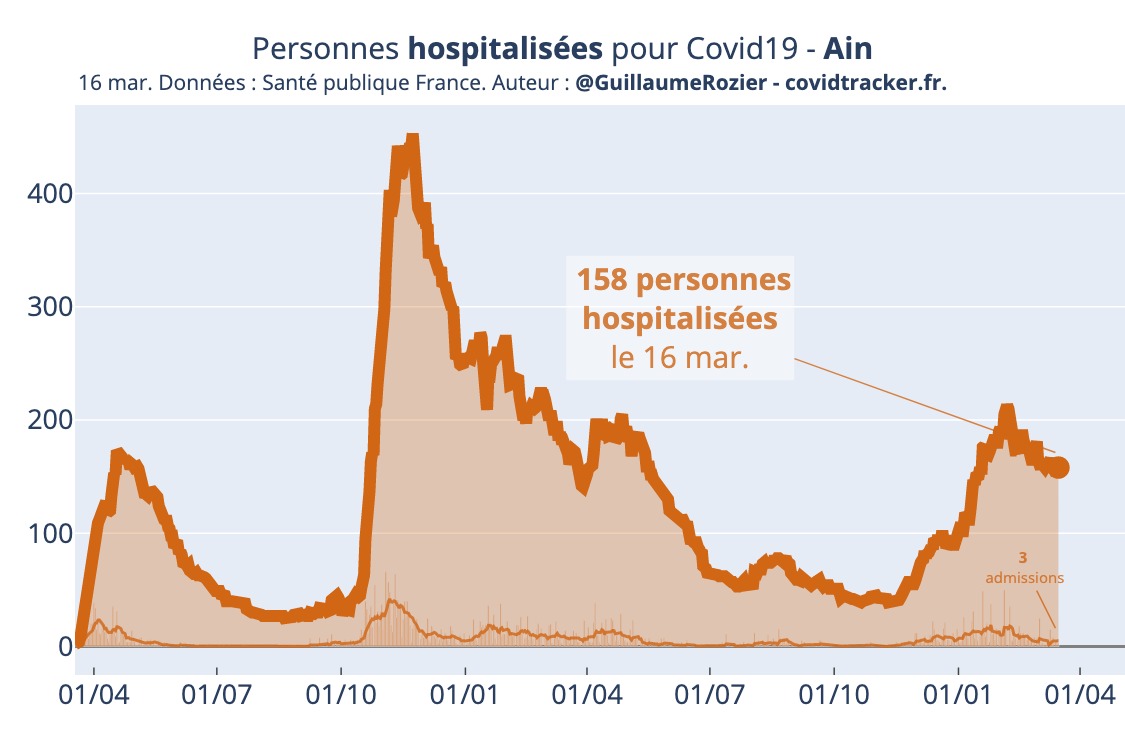 Personnes hospitalisées pour Covid19 - Ain
16 mar. Données : Santé publique France. Auteur : @GuillaumeRozier - covidtracker.fr.
400
300
200
100
0
158 personnes
hospitalisées
le 16 mar.
3
admissions
01/04 01/07 01/10 01/01 01/04 01/07 01/10 01/01 01/04